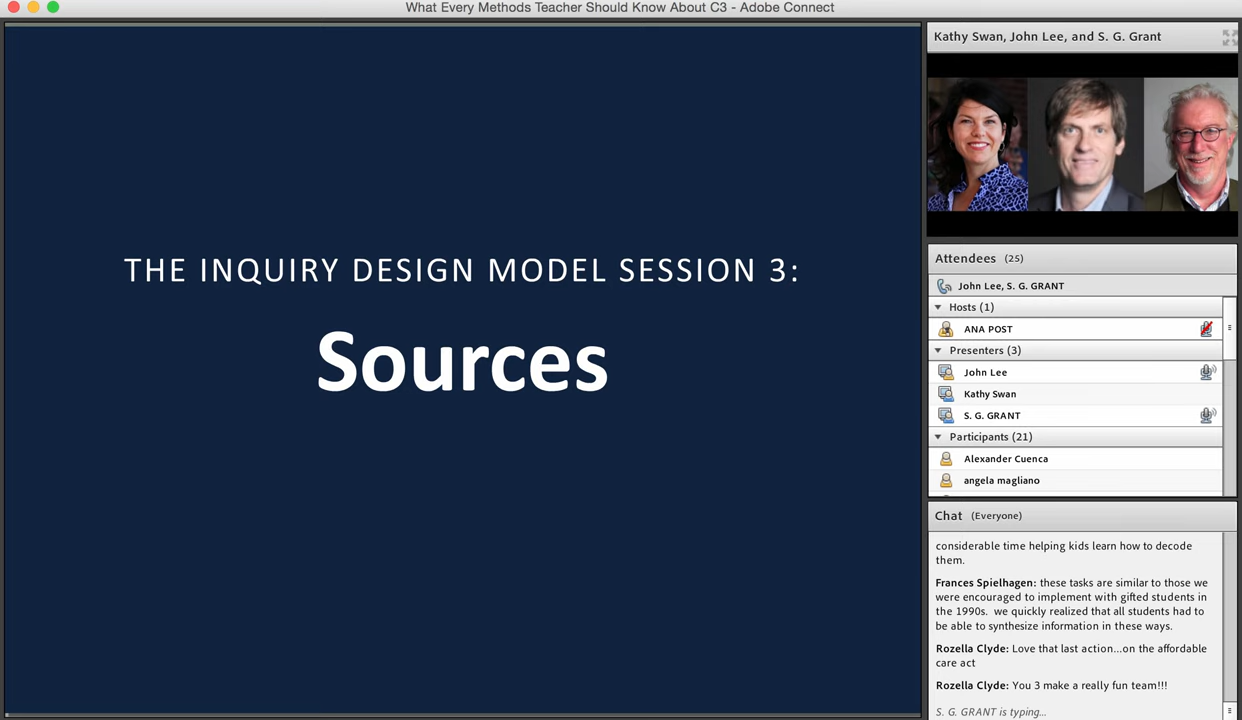 What Every Methods Teacher Should Know About C3 - Adobe Connect
THE INQUIRY DESIGN MODEL SESSION 3:
Sources
Kathy Swan, John Lee, and S. G. Grant
Attendees (25)
John Lee, S. G. GRANT
Hosts (1)
ANA POST
Presenters (3)
John Lee
Kathy Swan
S. G. GRANT
Participants (21)
Alexander Cuenca
angela magliano
Chat (Everyone)
considerable time helping kids learn how to decode
them.
Frances Spielhagen: these tasks are similar to those we
were encouraged to implement with gifted students in
the 1990s. we quickly realized that all students had to
be able to synthesize information in these ways.
Rozella Clyde: Love that last action...on the affordable
care act
Rozella Clyde: You 3 make a really fun team!!!
S. G. GRANT is typing...